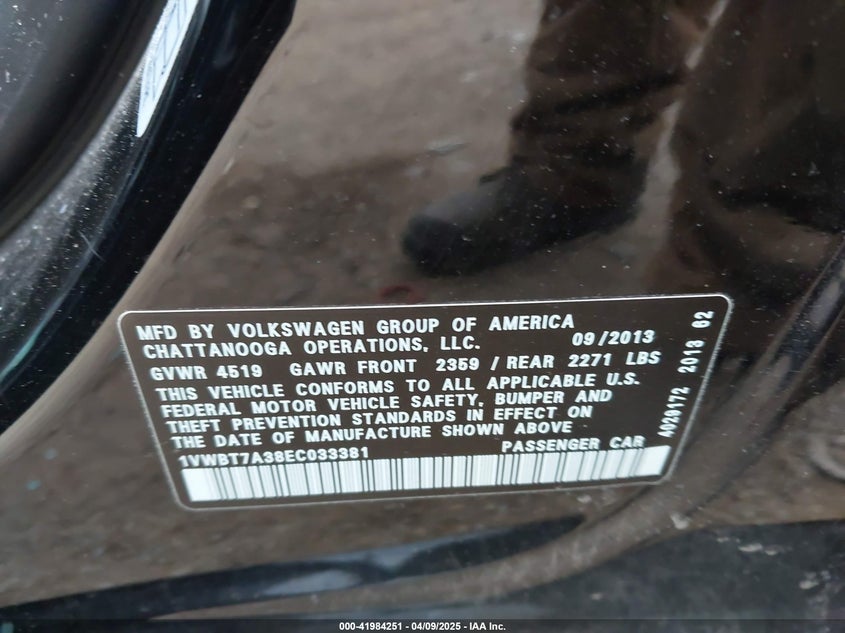 MFD BY VOLKSWAGEN GROUP OF AMERICA
CHATTANOOGA OPERATIONS, LLC. 09/2013
GVWR 4519 GAWR FRONT 2359 / REAR 2271 LBS
THIS VEHICLE CONFORMS TO ALL APPLICABLE U.S.
FEDERAL MOTOR VEHICLE SAFETY, BUMPER AND
THEFT PREVENTION STANDARDS IN EFFECT ON
THE DATE OF MANUFACTURE SHOWN ABOVE
1VWBT7A38EC033381 PASSENGER CAR
4029172 2013 62
000-41984251 - 04/09/2025 - IAA Inc.